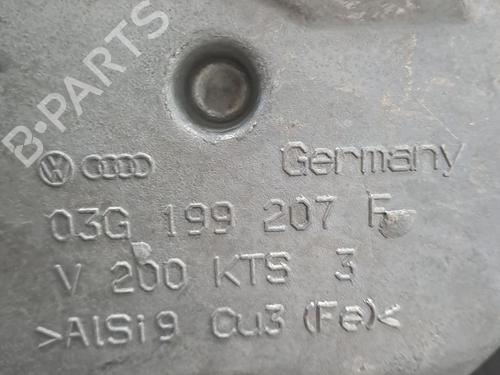 B-PARTS
Germany
03G 199 207 F
V 200 KTS 3
>AlSi9 Cu3 (Fe)<